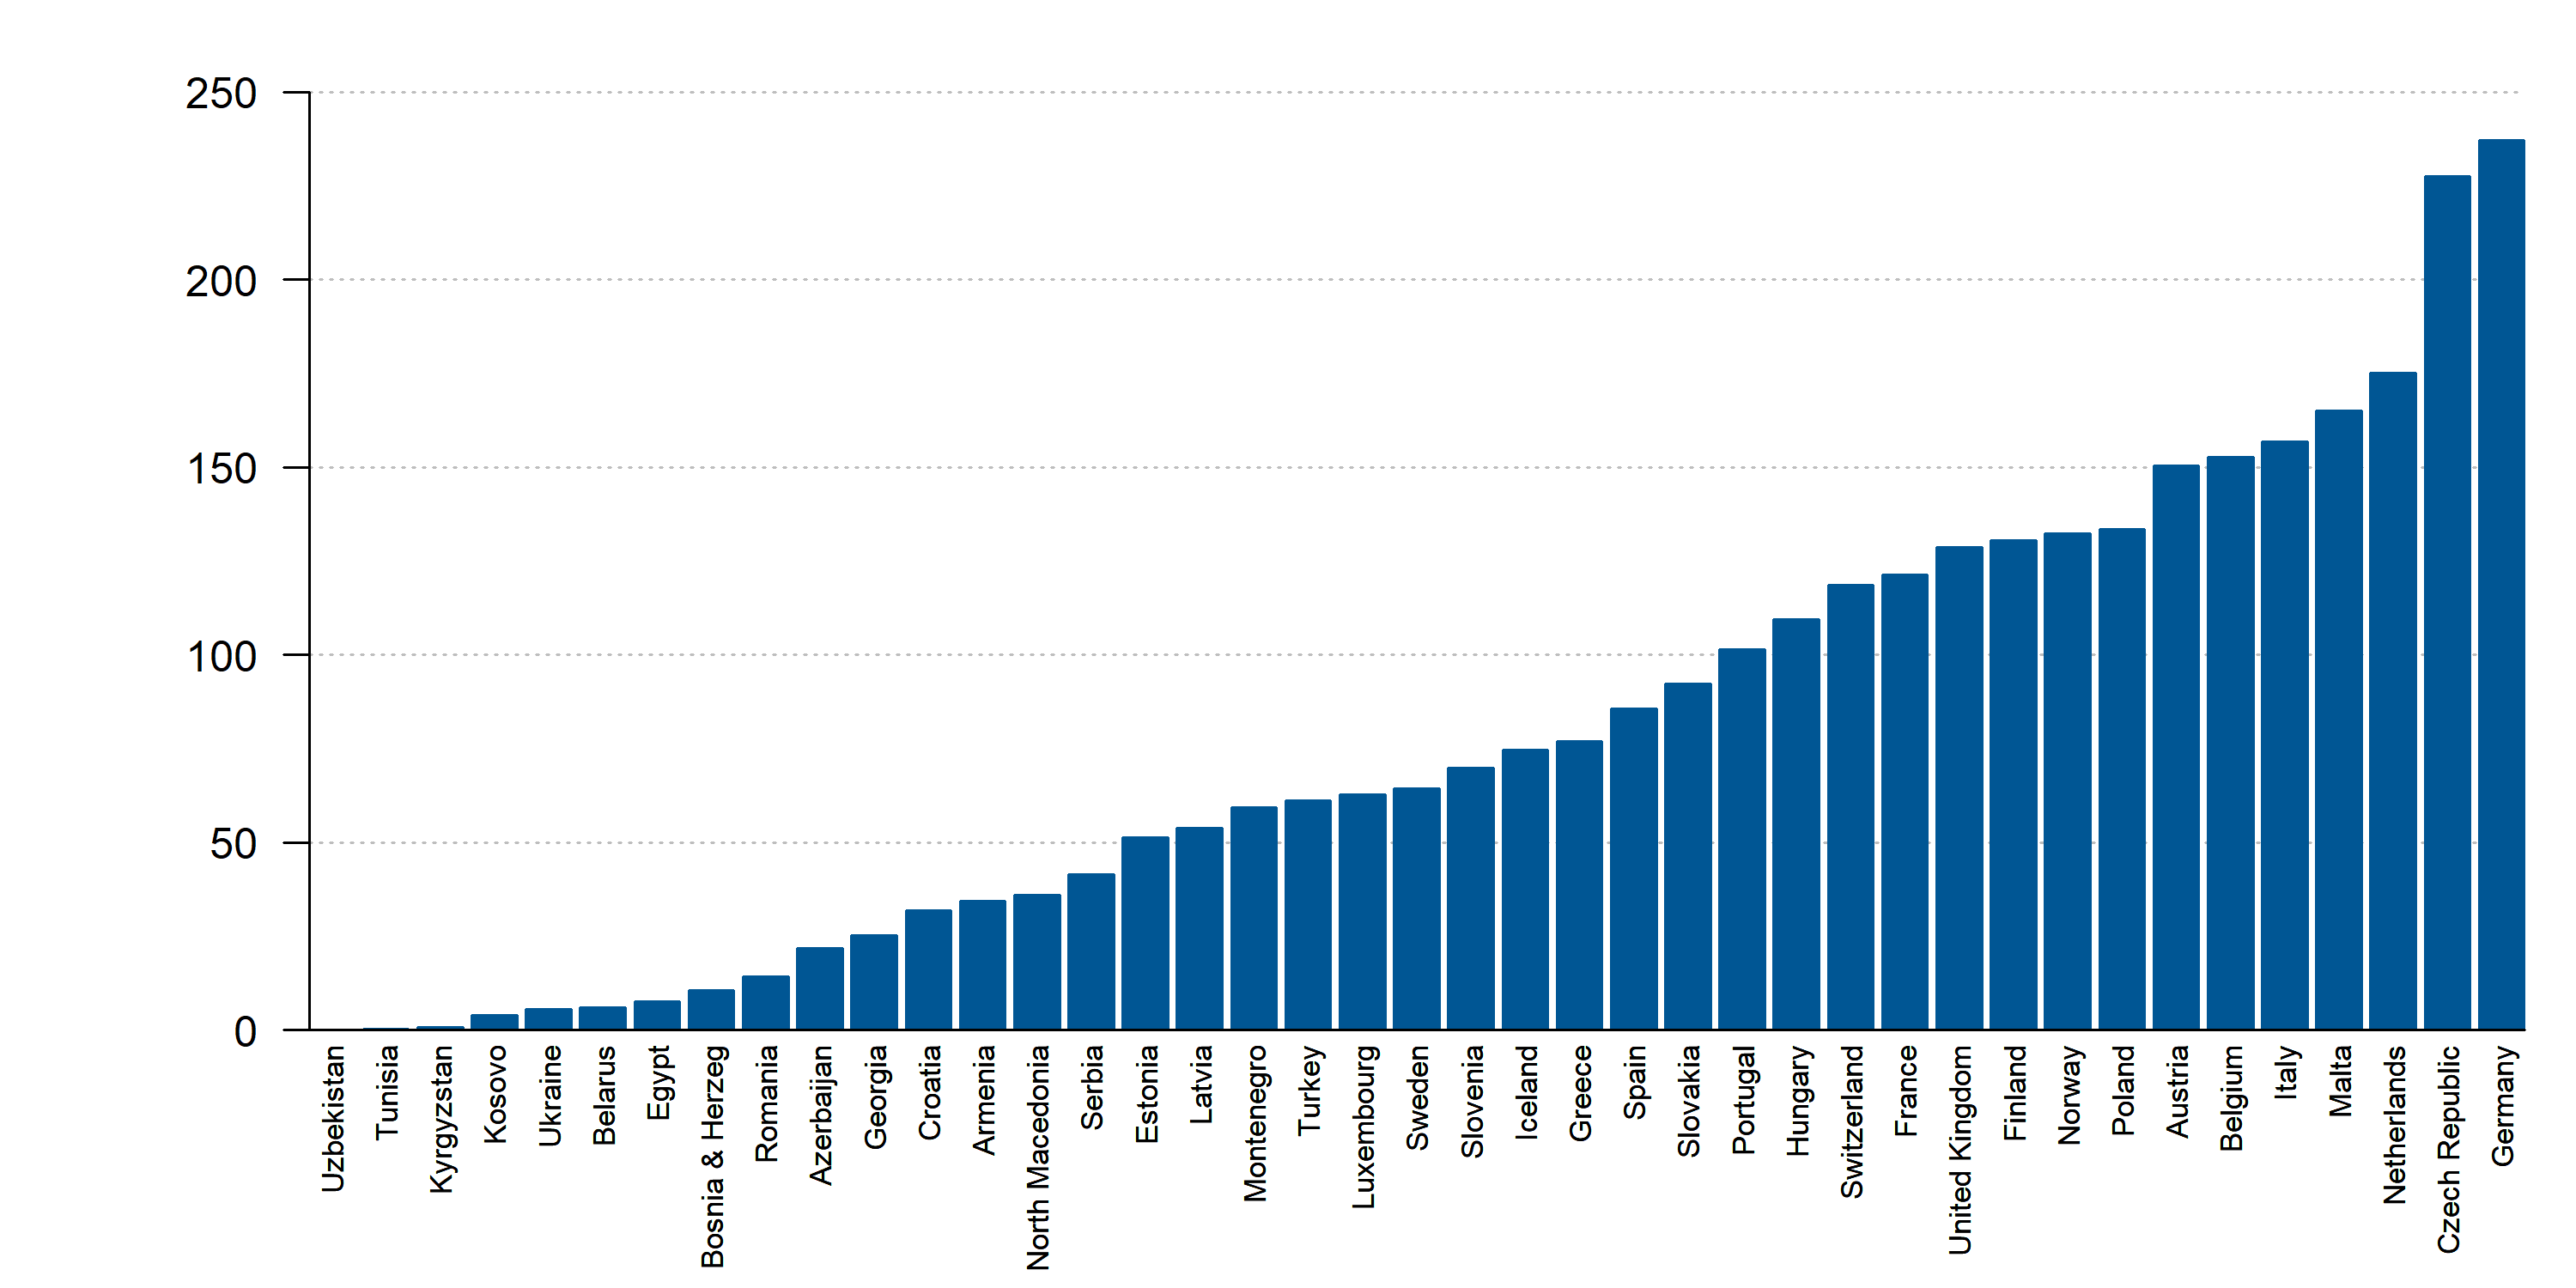 250
200
150
100
50
0
Uzbekistan
Tunisia
Kyrgyzstan
Kosovo
Ukraine
Belarus
Egypt
Bosnia & Herzeg
Romania
Azerbaijan
Georgia
Croatia
Armenia
North Macedonia
Serbia
Estonia
Latvia
Montenegro
Turkey
Luxembourg
Sweden
Slovenia
Iceland
Greece
Spain
Slovakia
Portugal
Hungary
Switzerland
France
United Kingdom
Finland
Norway
Poland
Austria
Belgium
Italy
Malta
Netherlands
Czech Republic
Germany